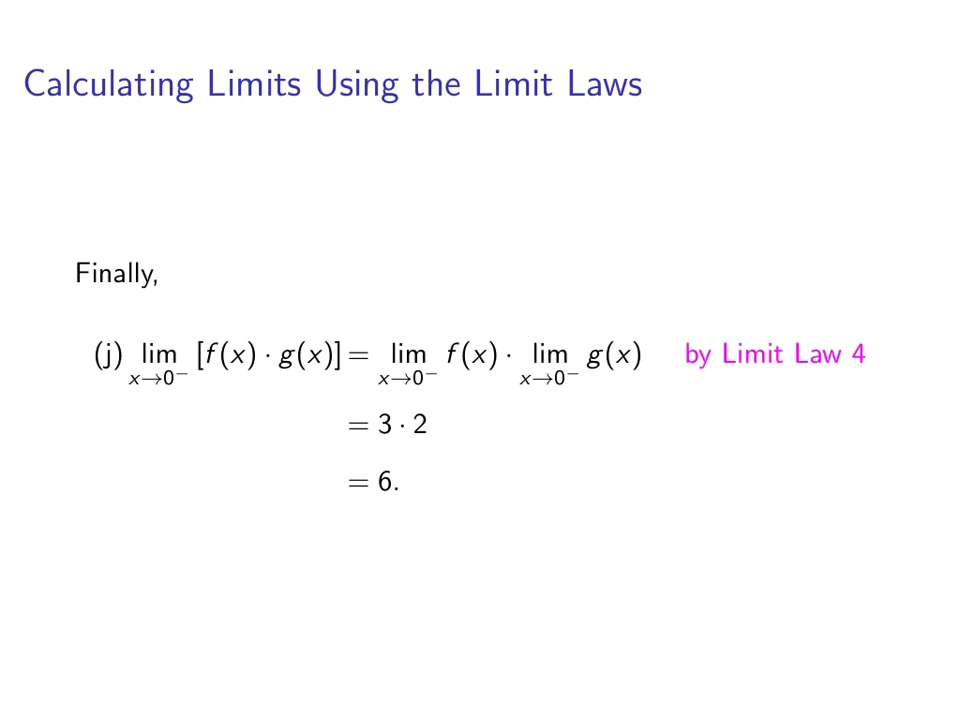 Calculating Limits Using the Limit Laws
Finally,
(j) lim x→0⁻ [f(x) · g(x)] = lim x→0⁻ f(x) · lim x→0⁻ g(x) by Limit Law 4
= 3 · 2
= 6.